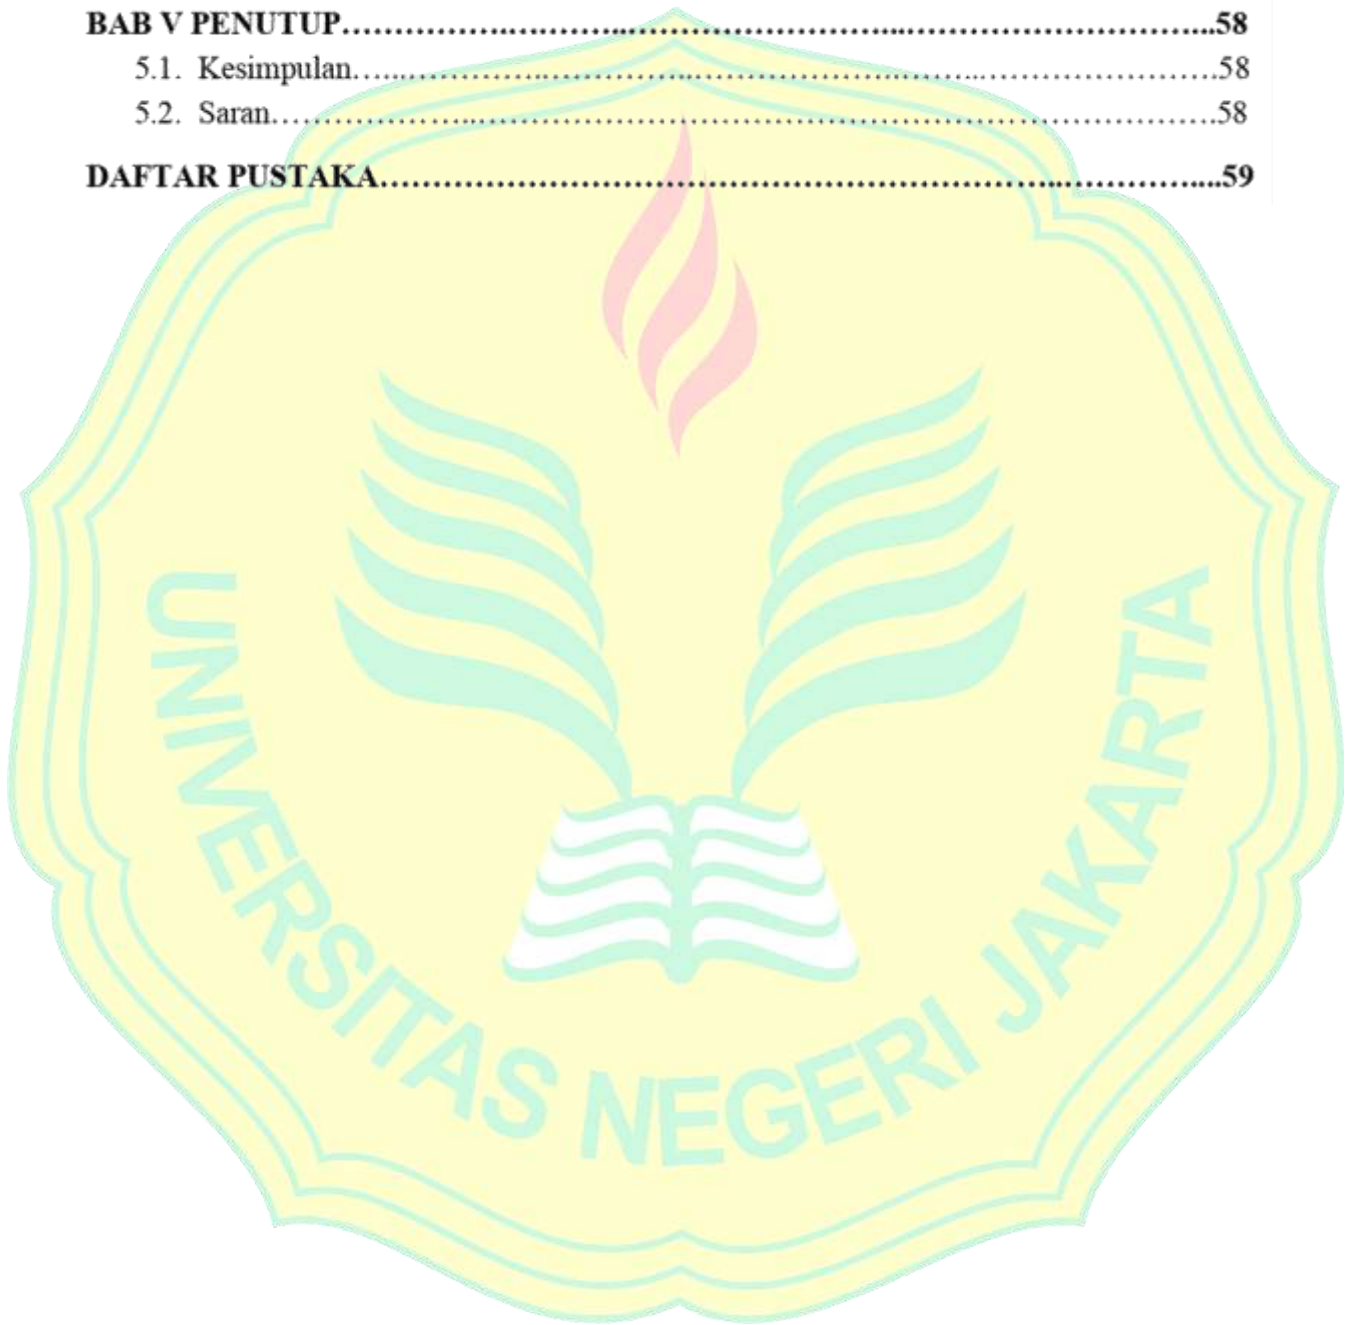 BAB V PENUTUP..........................................................................58
5.1. Kesimpulan..........................................................................58
5.2. Saran..........................................................................58
DAFTAR PUSTAKA..........................................................................59
UNIVERSITAS NEGERI JAKARTA